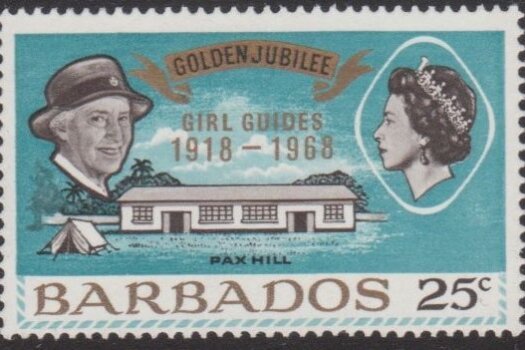 GOLDEN JUBILEE
GIRL GUIDES
1918 – 1968
PAX HILL
BARBADOS 25c